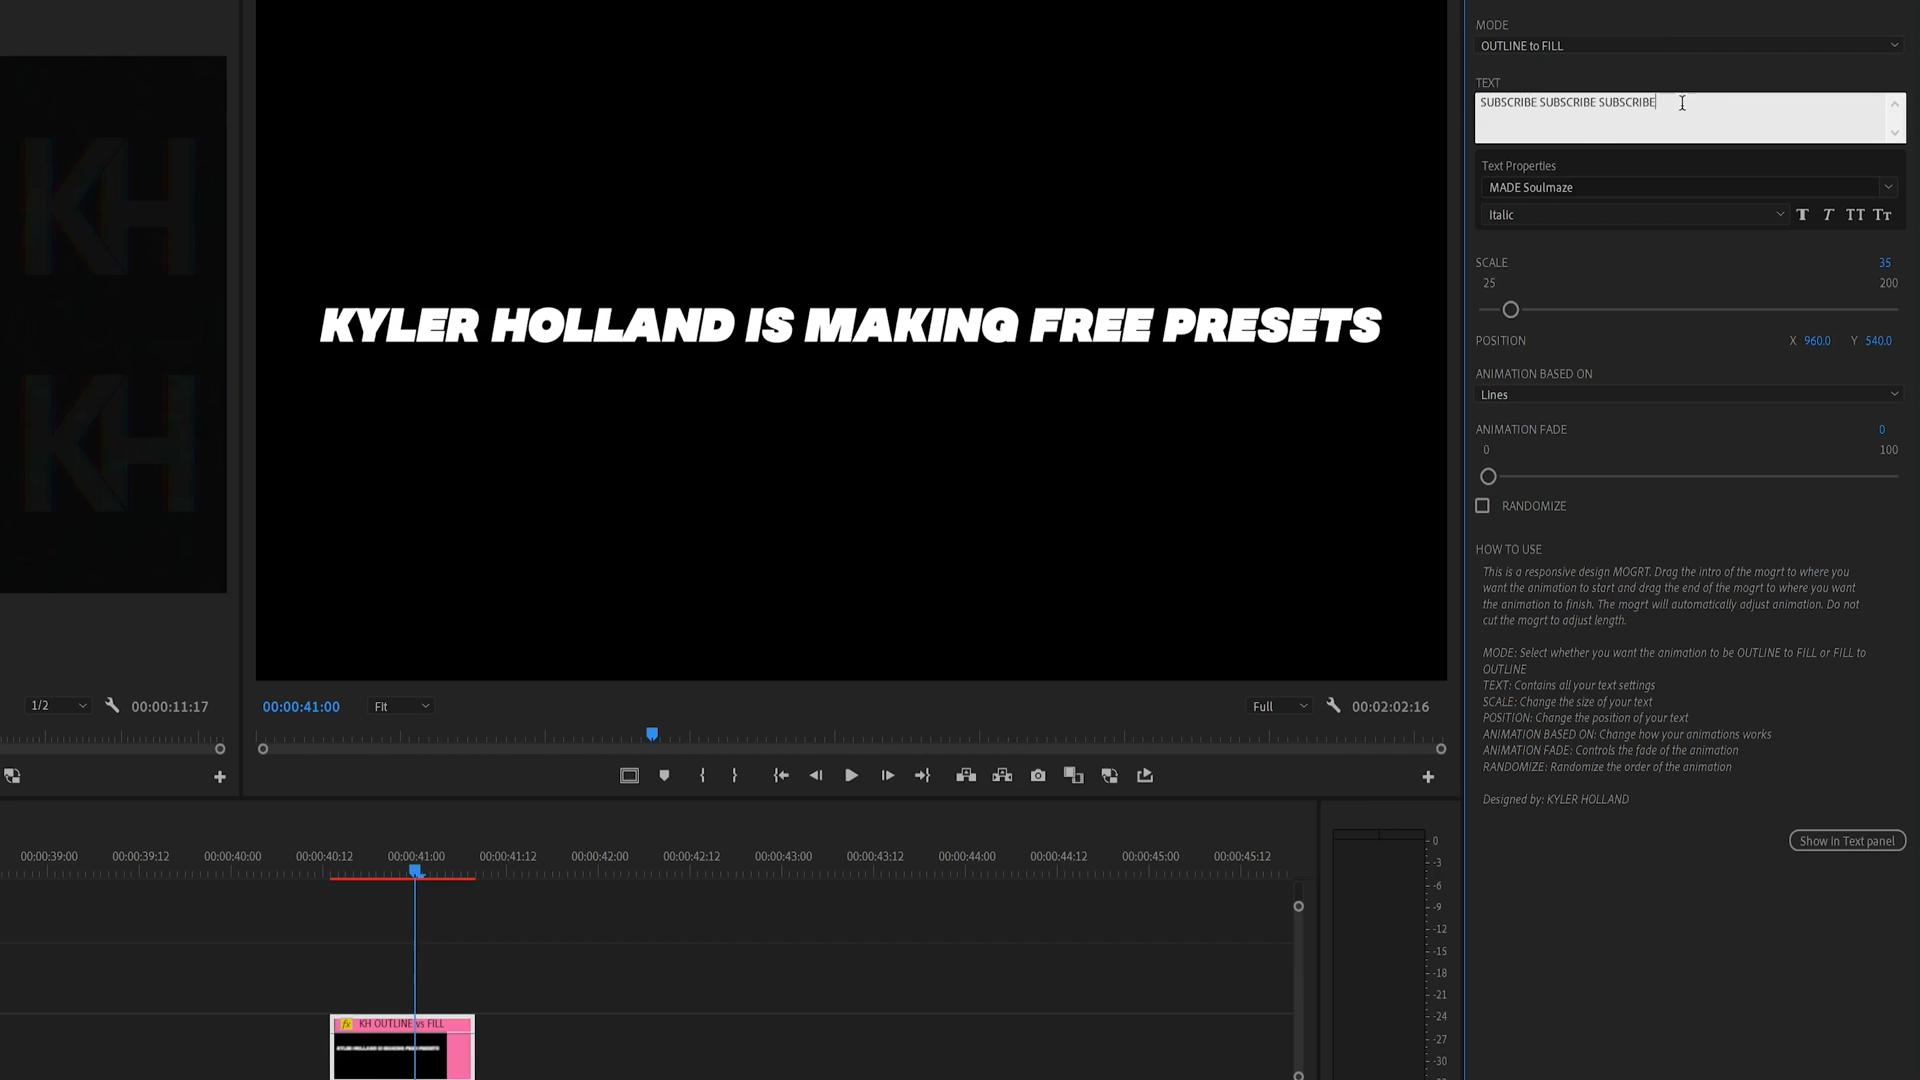 MODE
OUTLINE to FILL
TEXT
SUBSCRIBE SUBSCRIBE SUBSCRIBE
Text Properties
MADE Soulmaze
Italic
T T TT Tt
SCALE 35
25 200
POSITION X 960.0 Y 540.0
ANIMATION BASED ON
Lines
ANIMATION FADE 0
0 100
RANDOMIZE
HOW TO USE
This is a responsive design MOGRT. Drag the intro of the mogrt to where you
want the animation to start and drag the end of the mogrt to where you want
the animation to finish. The mogrt will automatically adjust animation. Do not
cut the mogrt to adjust length.
MODE: Select whether you want the animation to be OUTLINE to FILL or FILL to
OUTLINE
TEXT: Contains all your text settings
SCALE: Change the size of your text
POSITION: Change the position of your text
ANIMATION BASED ON: Change how your animations works
ANIMATION FADE: Controls the fade of the animation
RANDOMIZE: Randomize the order of the animation
Designed by: KYLER HOLLAND
Show in Text panel
KH
KH
KYLER HOLLAND IS MAKING FREE PRESETS
1/2 00:00:11:17
00:00:41:00 Fit Full 00:02:02:16
00:00:39:00 00:00:39:12 00:00:40:00 00:00:40:12 00:00:41:00 00:00:41:12 00:00:42:00 00:00:42:12 00:00:43:00 00:00:43:12 00:00:44:00 00:00:44:12 00:00:45:00 00:00:45:12
fx KH OUTLINE vs FILL
KYLER HOLLAND IS MAKING FREE PRESETS
0
-3
-6
-9
-12
-15
-18
-21
-24
-27
-30